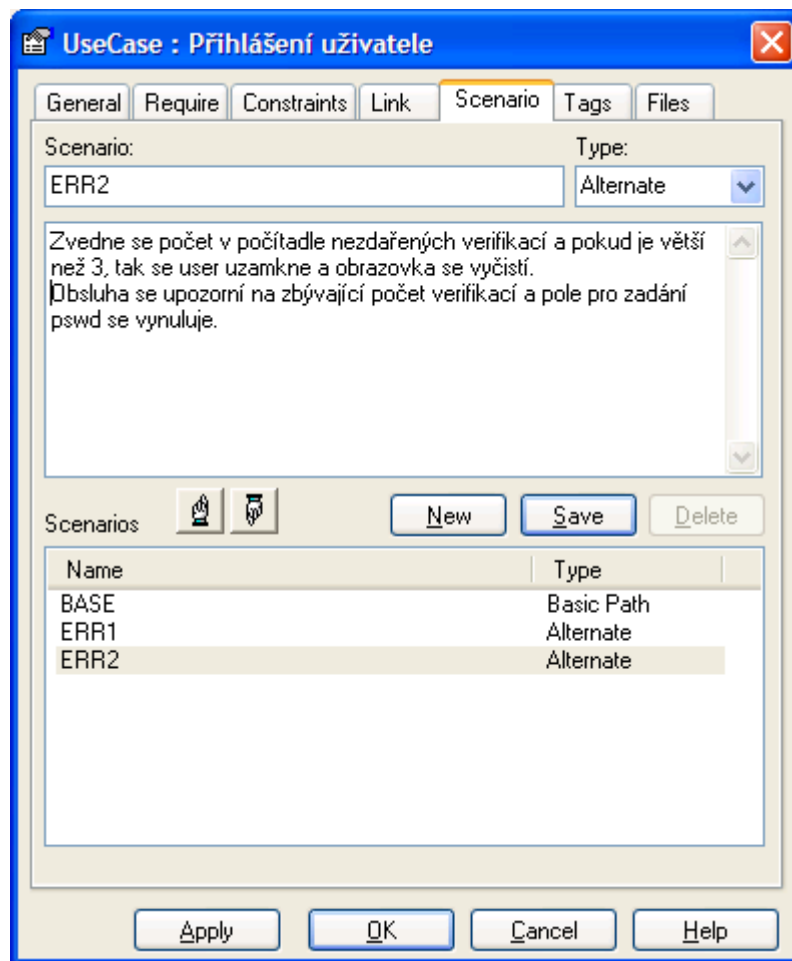 UseCase : Přihlášení uživatele
General Require Constraints Link Scenario Tags Files
Scenario: Type:
ERR2 Alternate
Zvedne se počet v počítadle nezdařených verifikací a pokud je větší
než 3, tak se user uzamkne a obrazovka se vyčistí.
Obsluha se upozorní na zbývající počet verifikací a pole pro zadání
pswd se vynuluje.
Scenarios New Save Delete
Name Type
BASE Basic Path
ERR1 Alternate
ERR2 Alternate
Apply OK Cancel Help